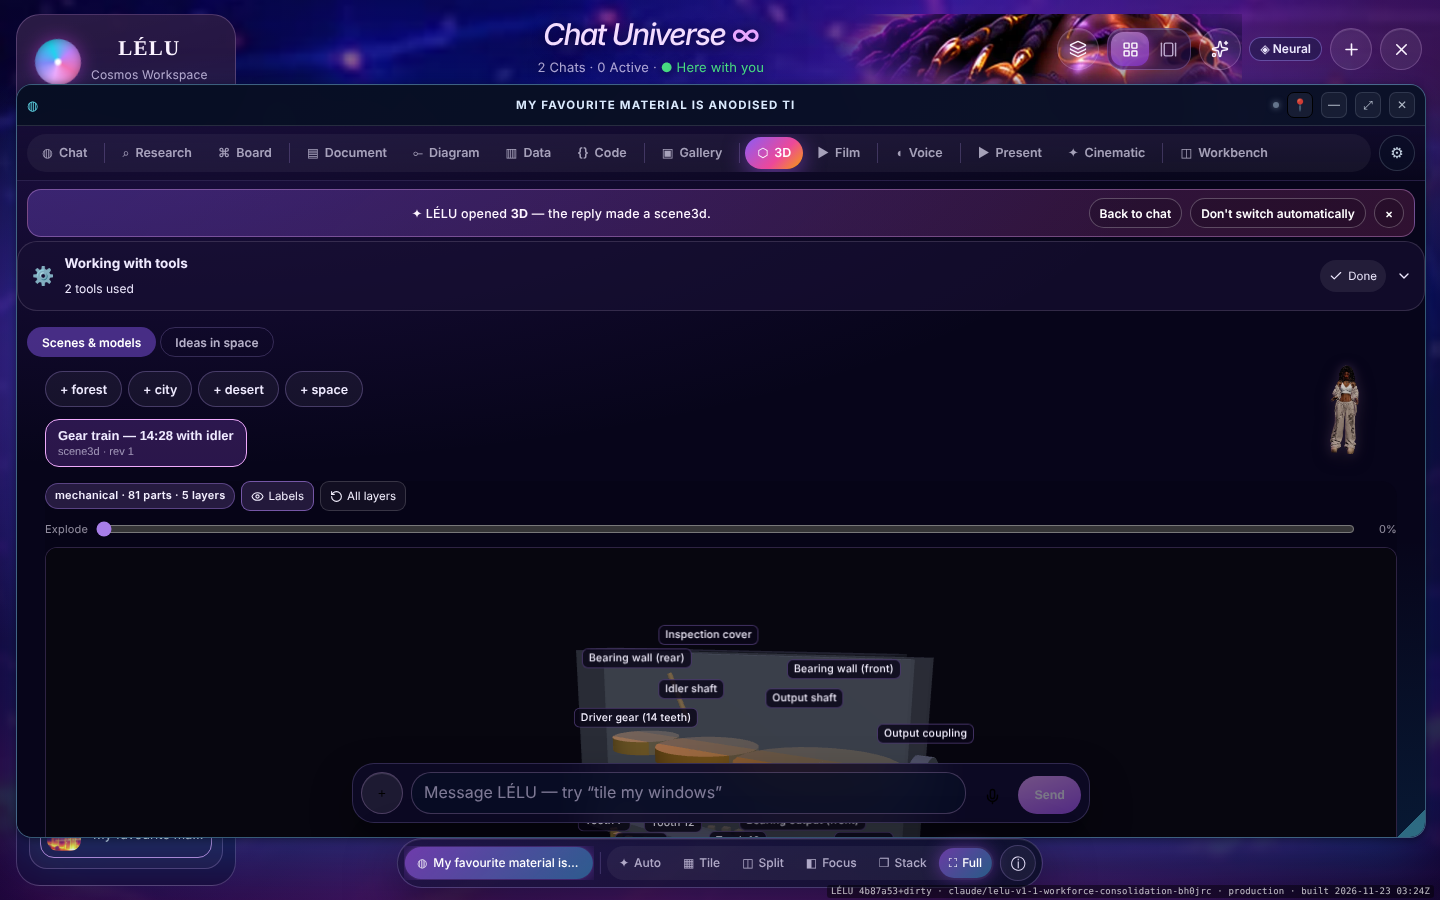 LÉLU
Cosmos Workspace
Chat Universe ∞
2 Chats · 0 Active · Here with you
Neural
MY FAVOURITE MATERIAL IS ANODISED TI
Chat
Research
Board
Document
Diagram
Data
{} Code
Gallery
3D
Film
Voice
Present
Cinematic
Workbench
✦ LÉLU opened 3D — the reply made a scene3d.
Back to chat
Don't switch automatically
×
Working with tools
2 tools used
Done
Scenes & models
Ideas in space
+ forest
+ city
+ desert
+ space
Gear train — 14:28 with idler
scene3d · rev 1
mechanical · 81 parts · 5 layers
Labels
All layers
Explode
0%
Inspection cover
Bearing wall (rear)
Bearing wall (front)
Idler shaft
Output shaft
Driver gear (14 teeth)
Output coupling
Message LÉLU — try “tile my windows”
Send
My favourite material is...
Auto
Tile
Split
Focus
Stack
Full
LÉLU 4b87a53+dirty · claude/lelu-v1-1-workforce-consolidation-bh0jrc · production · built 2026-11-23 03:24Z